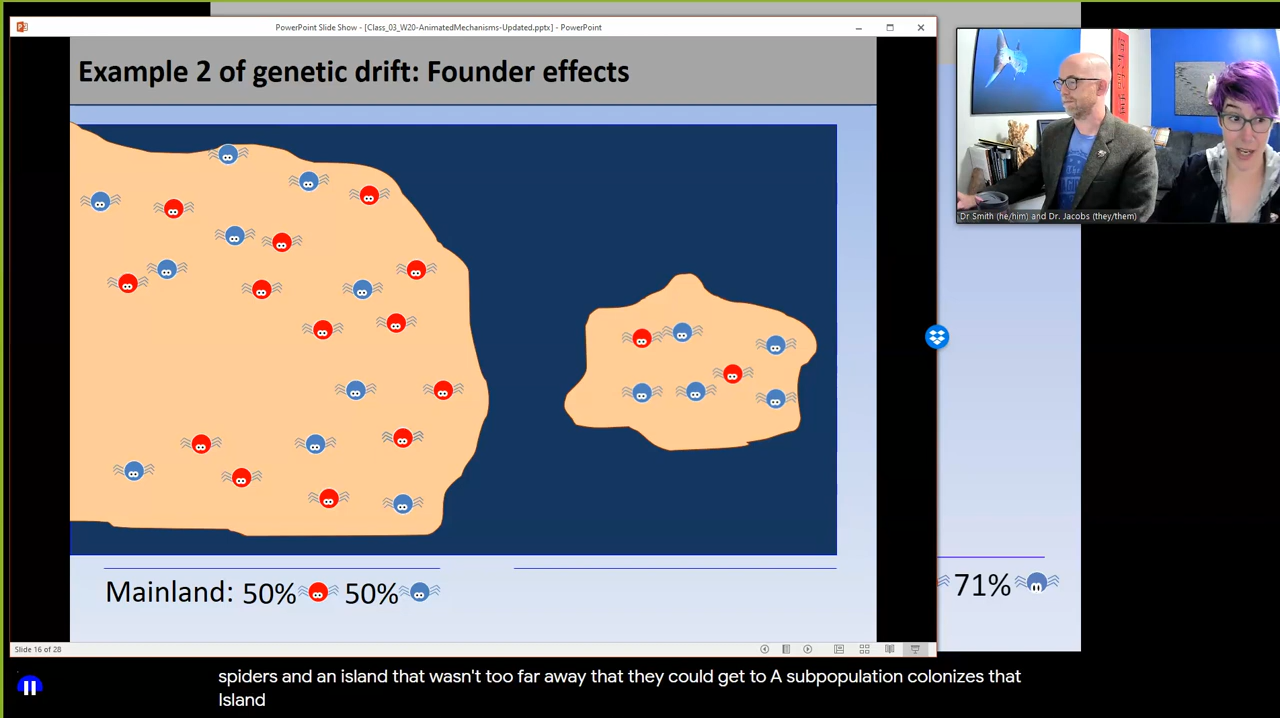 PowerPoint Slide Show - [Class_03_W20-AnimatedMechanisms-Updated.pptx] - PowerPoint
Example 2 of genetic drift: Founder effects
Dr Smith (he/him) and Dr. Jacobs (they/them)
Mainland: 50% 50%
71%
Slide 16 of 28
spiders and an island that wasn't too far away that they could get to A subpopulation colonizes that
Island